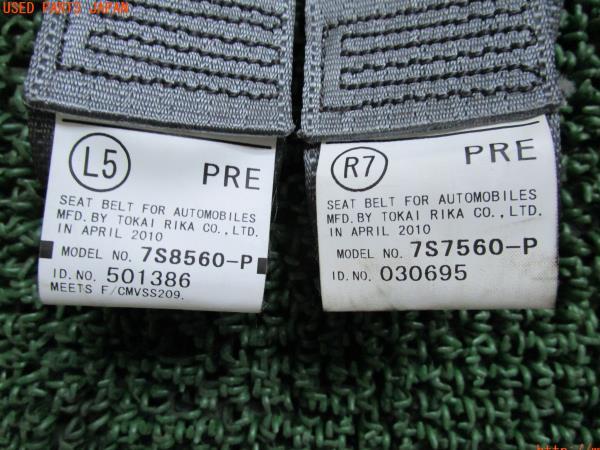 USED PARTS JAPAN
L5
PRE
SEAT BELT FOR AUTOMOBILES
MFD. BY TOKAI RIKA CO., LTD.
IN APRIL 2010
MODEL NO. 7S8560-P
ID. NO. 501386
MEETS F/CMVSS209.
R7
PRE
SEAT BELT FOR AUTOMOBILES
MFD. BY TOKAI RIKA CO., LTD.
IN APRIL 2010
MODEL NO. 7S7560-P
ID. NO. 030695